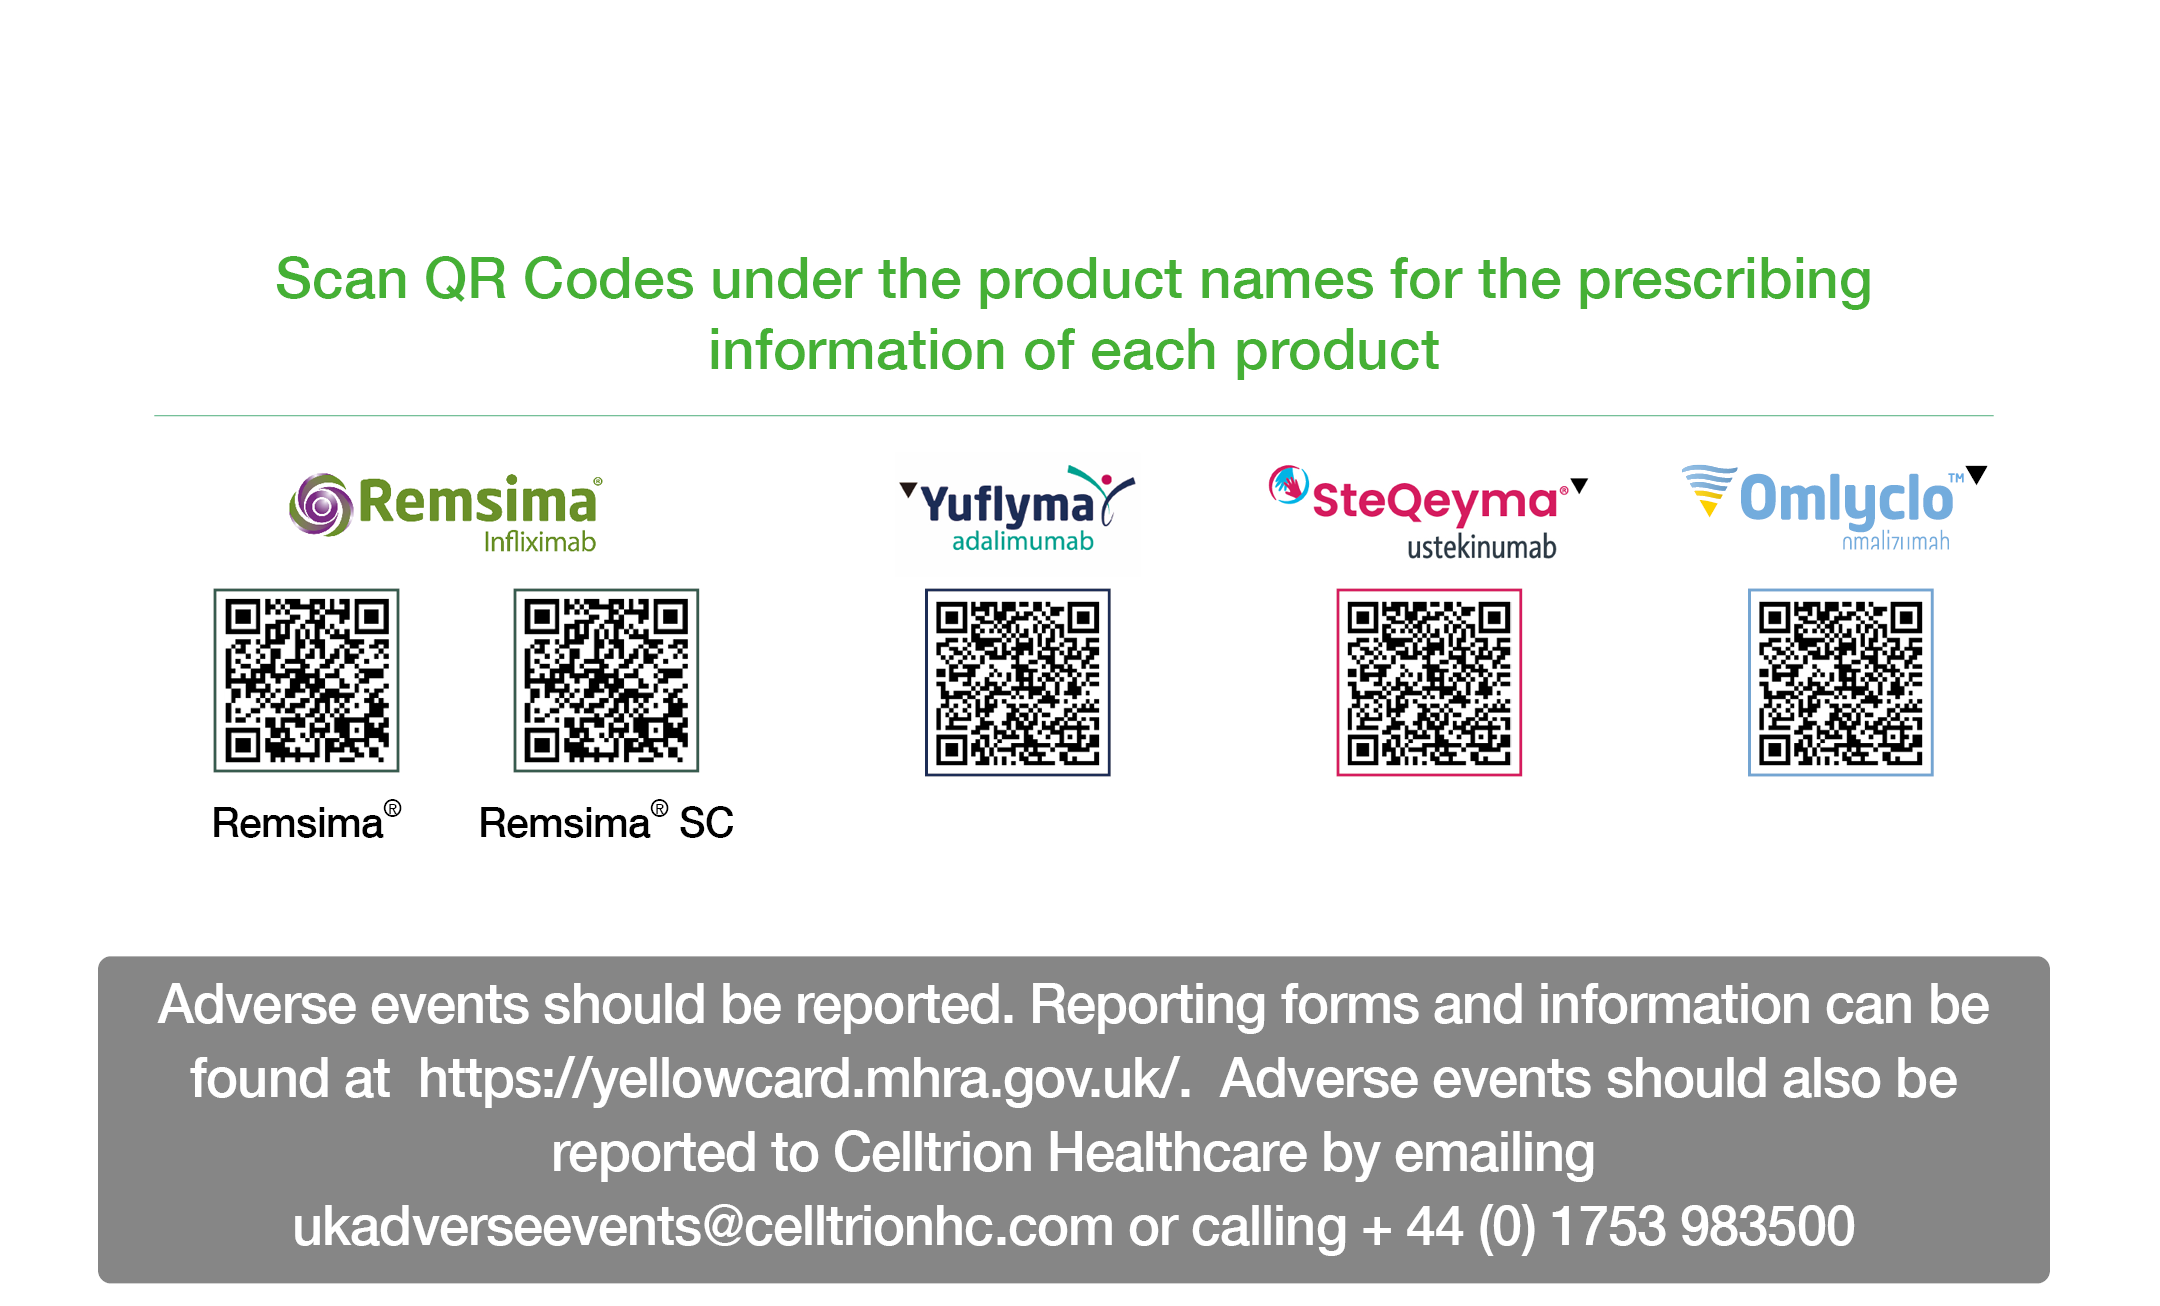 Scan QR Codes under the product names for the prescribing
information of each product
Remsima®
Infliximab
▼Yuflyma
adalimumab
SteQeyma®▼
ustekinumab
Omlyclo™▼
omalizumab
Remsima®
Remsima® SC
Adverse events should be reported. Reporting forms and information can be
found at  https://yellowcard.mhra.gov.uk/.  Adverse events should also be
reported to Celltrion Healthcare by emailing
ukadverseevents@celltrionhc.com or calling + 44 (0) 1753 983500